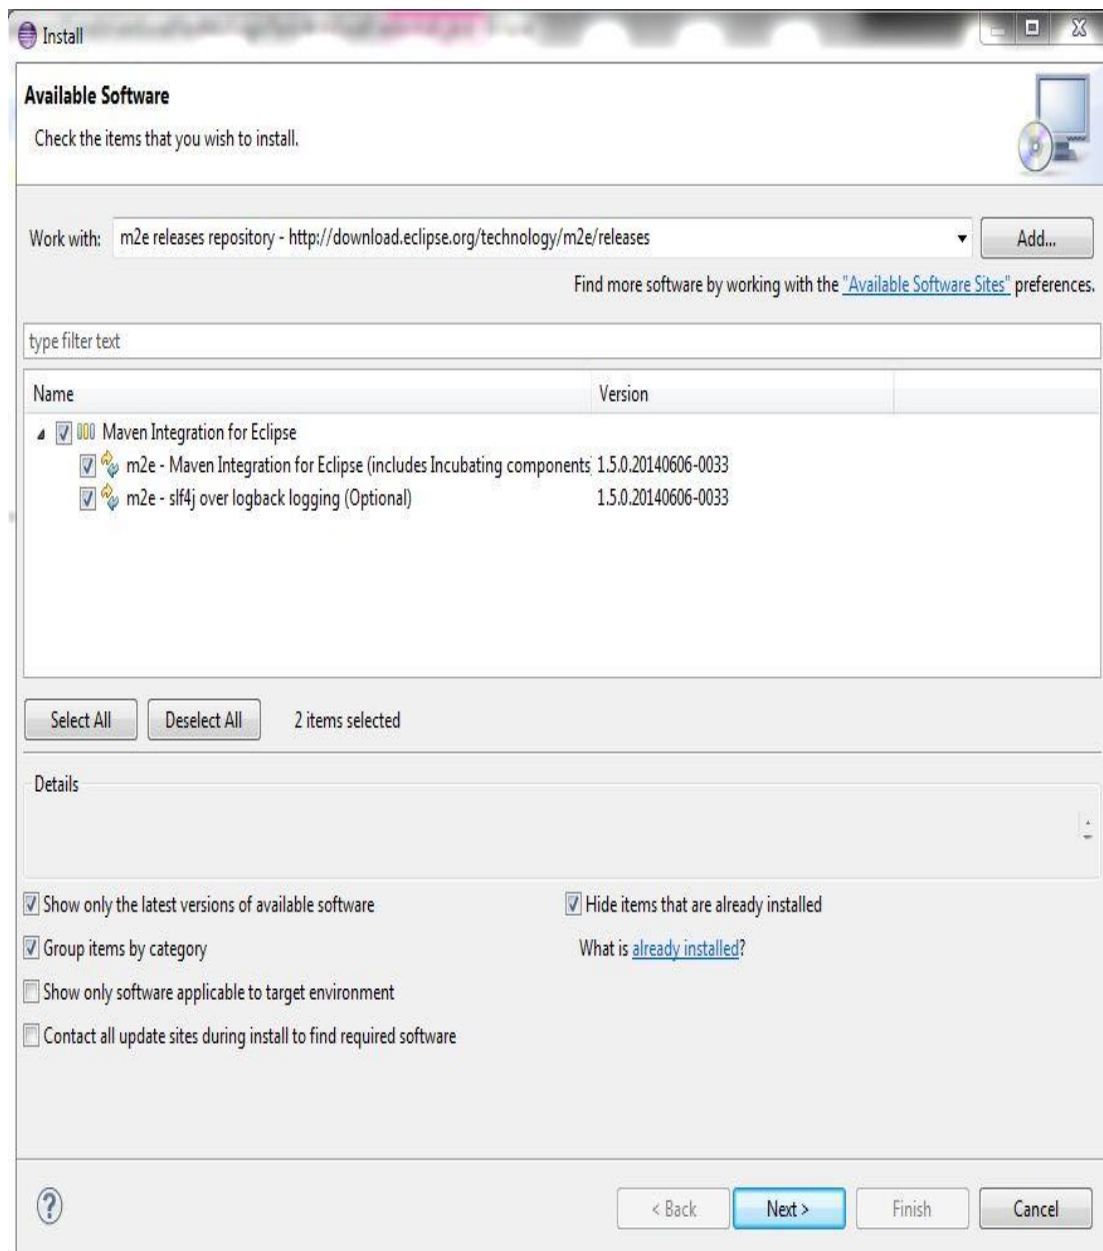 Install
Available Software
Check the items that you wish to install.
Work with: m2e releases repository - http://download.eclipse.org/technology/m2e/releases Add...
Find more software by working with the "Available Software Sites" preferences.
type filter text
Name Version
Maven Integration for Eclipse
m2e - Maven Integration for Eclipse (includes Incubating components 1.5.0.20140606-0033
m2e - slf4j over logback logging (Optional) 1.5.0.20140606-0033
Select All Deselect All 2 items selected
Details
Show only the latest versions of available software Hide items that are already installed
Group items by category What is already installed?
Show only software applicable to target environment
Contact all update sites during install to find required software
? < Back Next > Finish Cancel